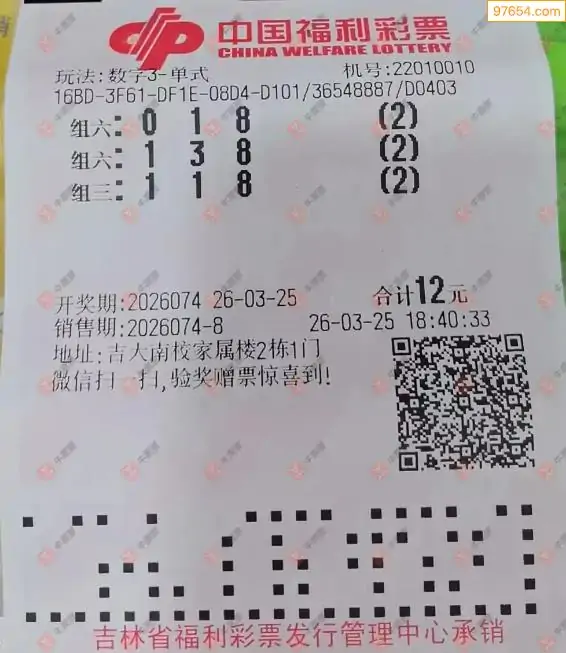 97654.com
中国福利彩票
CHINA WELFARE LOTTERY
玩法:数字3-单式 机号:22010010
16BD-3F61-DF1E-08D4-D101/36548887/D0403
组六: 0 1 8 (2)
组六: 1 3 8 (2)
组三: 1 1 8 (2)
开奖期:2026074 26-03-25 合计12元
销售期:2026074-8 26-03-25 18:40:33
地址:吉大南校家属楼2栋1门
微信扫一扫,验奖赠票惊喜到!
吉林省福利彩票发行管理中心承销